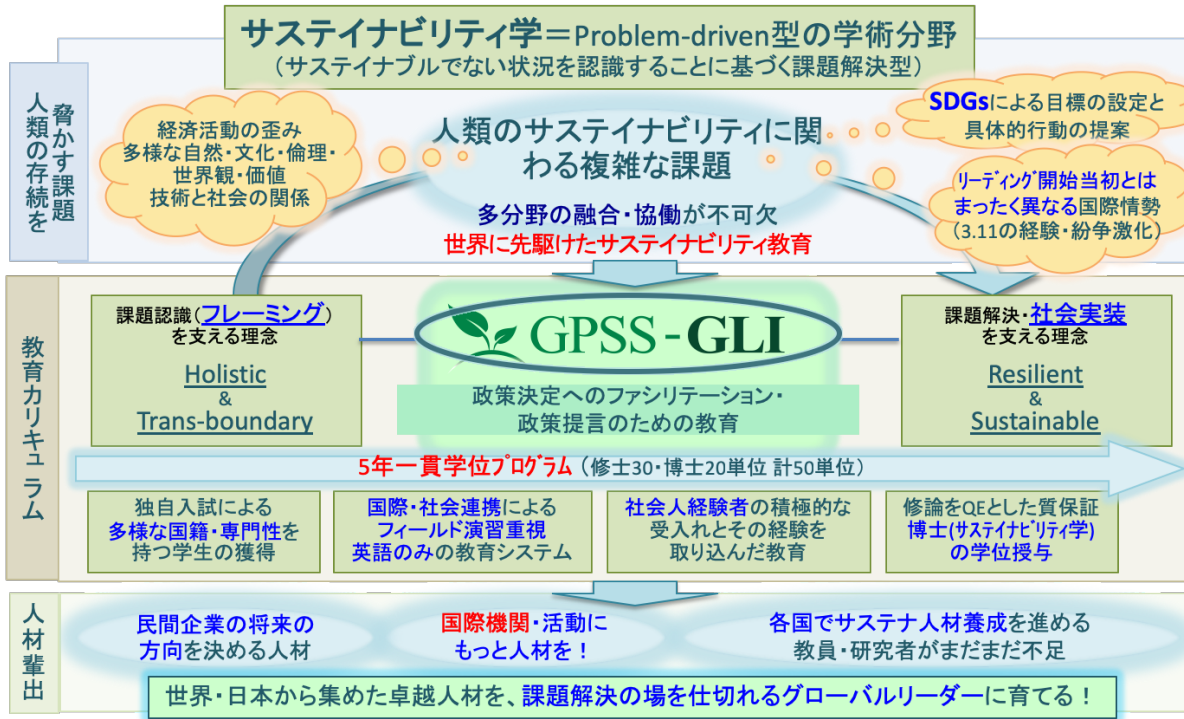 サステイナビリティ学＝Problem-driven型の学術分野
（サステイナブルでない状況を認識することに基づく課題解決型）
人類の存続を
脅かす課題
経済活動の歪み
多様な自然・文化・倫理・
世界観・価値
技術と社会の関係
人類のサステイナビリティに関
わる複雑な課題
多分野の融合・協働が不可欠
世界に先駆けたサステイナビリティ教育
SDGsによる目標の設定と
具体的行動の提案
リーディング開始当初とは
まったく異なる国際情勢
（3.11の経験・紛争激化）
教育カリキュラム
課題認識（フレーミング）
を支える理念
Holistic
&
Trans-boundary
GPSS-GLI
政策決定へのファシリテーション・
政策提言のための教育
課題解決・社会実装
を支える理念
Resilient
&
Sustainable
5年一貫学位プログラム（修士30・博士20単位 計50単位）
独自入試による
多様な国籍・専門性を
持つ学生の獲得
国際・社会連携による
フィールド演習重視
英語のみの教育システム
社会人経験者の積極的な
受入れとその経験を
取り込んだ教育
修論をQEとした質保証
博士(サステイナビリティ学)
の学位授与
人材輩出
民間企業の将来の
方向を決める人材
国際機関・活動に
もっと人材を！
各国でサステナ人材養成を進める
教員・研究者がまだまだ不足
世界・日本から集めた卓越人材を、課題解決の場を仕切れるグローバルリーダーに育てる！